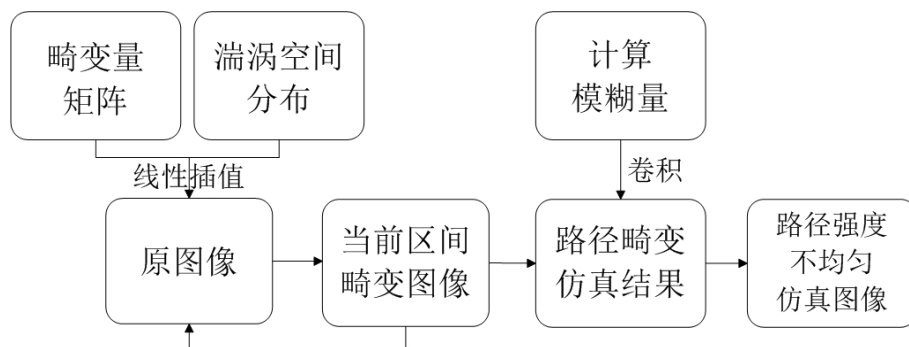 畸变量
矩阵
湍涡空间
分布
计算
模糊量
线性插值
卷积
原图像
当前区间
畸变图像
路径畸变
仿真结果
路径强度
不均匀
仿真图像